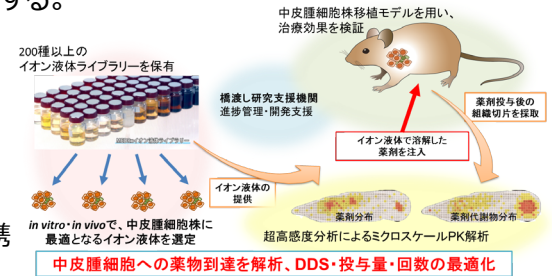 する。
中皮腫細胞株移植モデルを用い、
治療効果を検証
200種以上の
イオン液体ライブラリーを保有
橋渡し研究支援機関
進捗管理・開発支援
薬剤投与後の
組織切片を採取
イオン液体で溶解した
薬剤を注入
イオン液体の
提供
薬剤分布
薬剤代謝物分布
in vitro・in vivoで、中皮腫細胞株に
最適となるイオン液体を選定
携
超高感度分析によるミクロスケールPK解析
中皮腫細胞への薬物到達を解析、DDS・投与量・回数の最適化